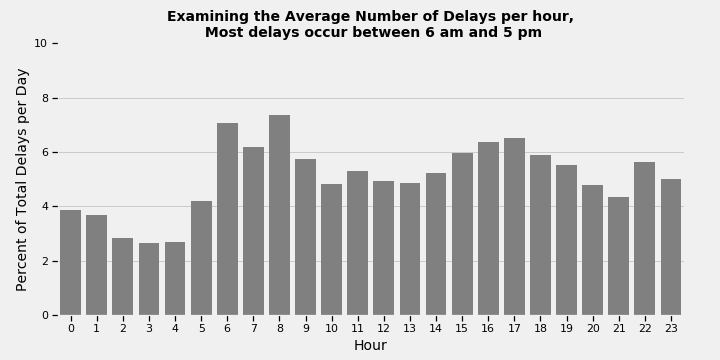 Examining the Average Number of Delays per hour,
Most delays occur between 6 am and 5 pm
Percent of Total Delays per Day
10
8
6
4
2
0
0 1 2 3 4 5 6 7 8 9 10 11 12 13 14 15 16 17 18 19 20 21 22 23
Hour